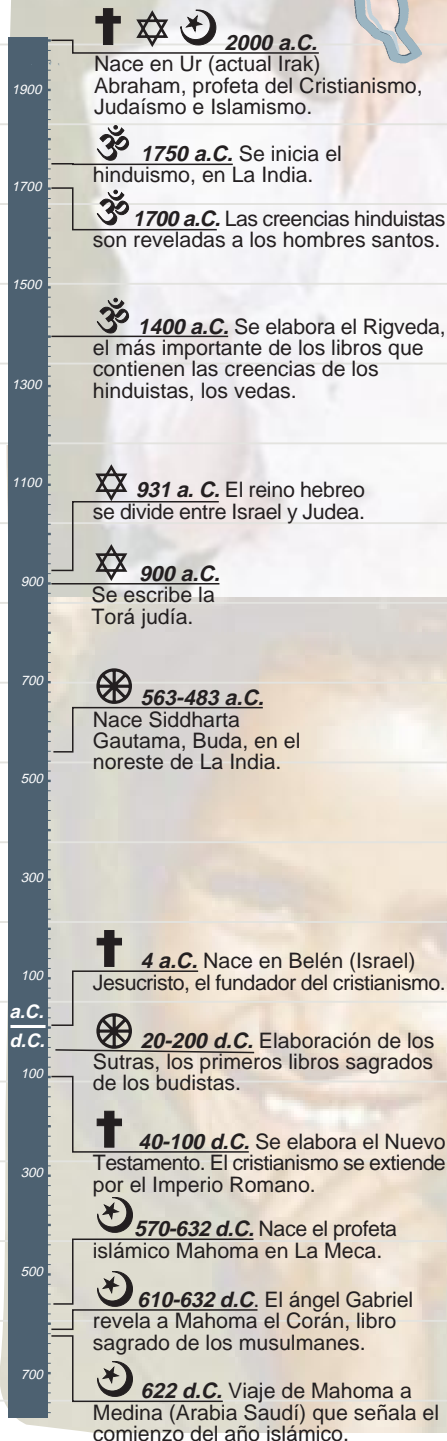 2000 a.C.
Nace en Ur (actual Irak)
Abraham, profeta del Cristianismo,
Judaísmo e Islamismo.
1900
1750 a.C. Se inicia el
hinduismo, en La India.
1700
1700 a.C. Las creencias hinduistas
son reveladas a los hombres santos.
1500
1400 a.C. Se elabora el Rigveda,
el más importante de los libros que
contienen las creencias de los
hinduistas, los vedas.
1300
1100
931 a. C. El reino hebreo
se divide entre Israel y Judea.
900
900 a.C.
Se escribe la
Torá judía.
700
563-483 a.C.
Nace Siddharta
Gautama, Buda, en el
noreste de La India.
500
300
4 a.C. Nace en Belén (Israel)
Jesucristo, el fundador del cristianismo.
100
a.C.
d.C.
20-200 d.C. Elaboración de los
Sutras, los primeros libros sagrados
de los budistas.
100
40-100 d.C. Se elabora el Nuevo
Testamento. El cristianismo se extiende
por el Imperio Romano.
300
570-632 d.C. Nace el profeta
islámico Mahoma en La Meca.
500
610-632 d.C. El ángel Gabriel
revela a Mahoma el Corán, libro
sagrado de los musulmanes.
700
622 d.C. Viaje de Mahoma a
Medina (Arabia Saudí) que señala el
comienzo del año islámico.